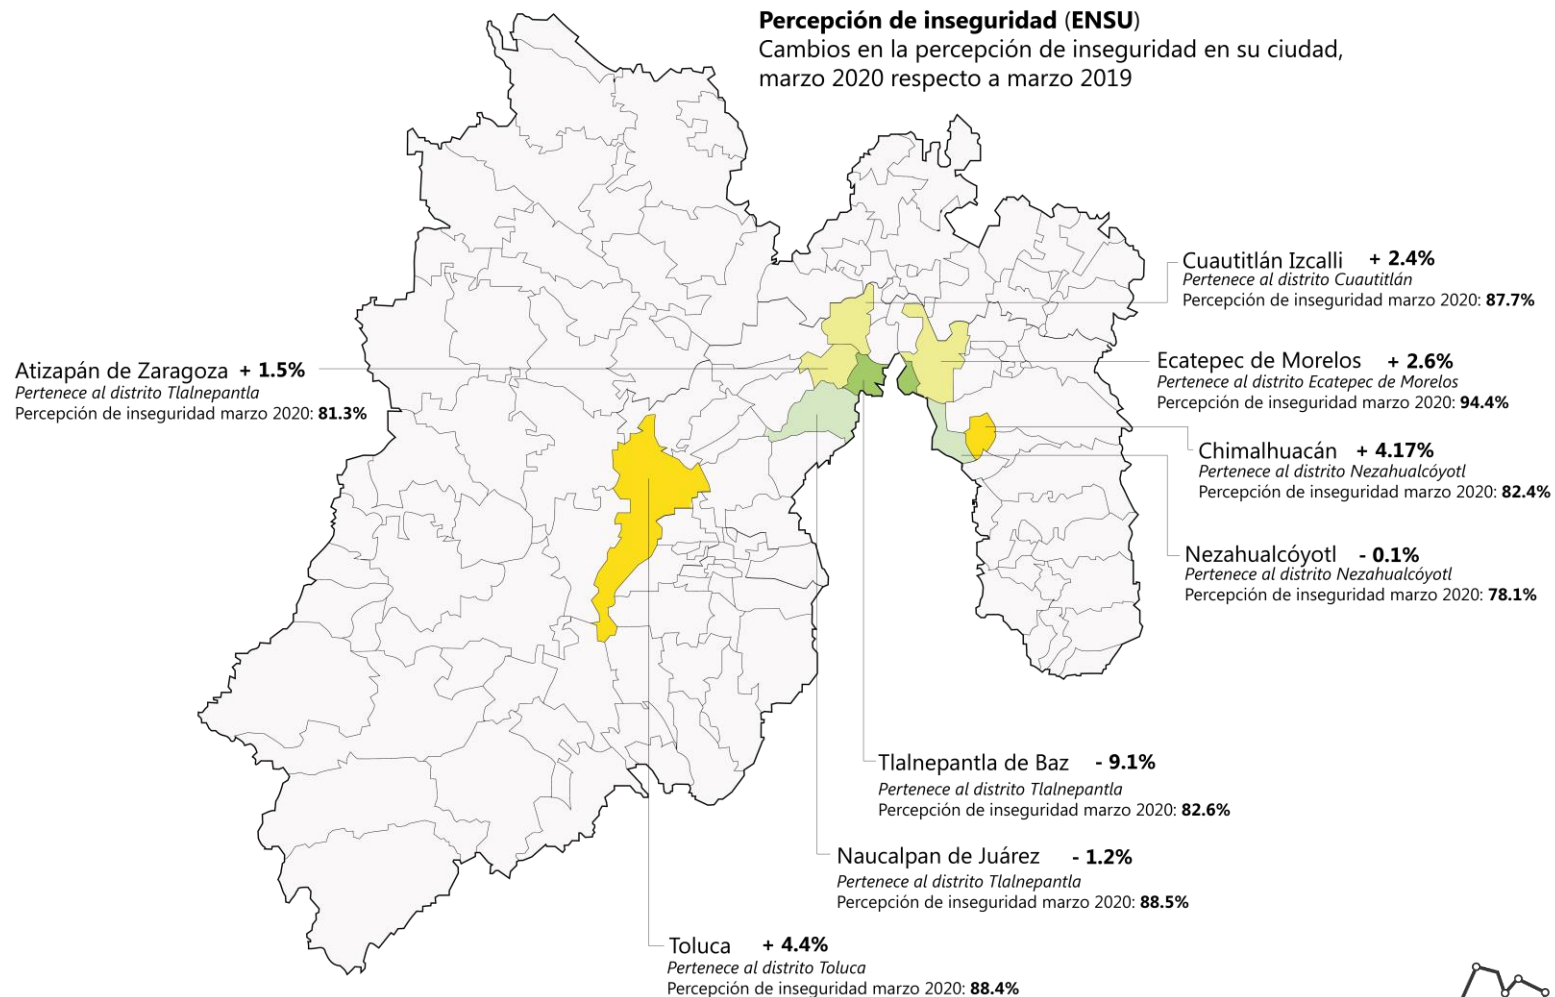 Percepción de inseguridad (ENSU)
Cambios en la percepción de inseguridad en su ciudad,
marzo 2020 respecto a marzo 2019
Cuautitlán Izcalli + 2.4%
Pertenece al distrito Cuautitlán
Percepción de inseguridad marzo 2020: 87.7%
Atizapán de Zaragoza + 1.5%
Pertenece al distrito Tlalnepantla
Percepción de inseguridad marzo 2020: 81.3%
Ecatepec de Morelos + 2.6%
Pertenece al distrito Ecatepec de Morelos
Percepción de inseguridad marzo 2020: 94.4%
Chimalhuacán + 4.17%
Pertenece al distrito Nezahualcóyotl
Percepción de inseguridad marzo 2020: 82.4%
Nezahualcóyotl - 0.1%
Pertenece al distrito Nezahualcóyotl
Percepción de inseguridad marzo 2020: 78.1%
Tlalnepantla de Baz - 9.1%
Pertenece al distrito Tlalnepantla
Percepción de inseguridad marzo 2020: 82.6%
Naucalpan de Juárez - 1.2%
Pertenece al distrito Tlalnepantla
Percepción de inseguridad marzo 2020: 88.5%
Toluca + 4.4%
Pertenece al distrito Toluca
Percepción de inseguridad marzo 2020: 88.4%